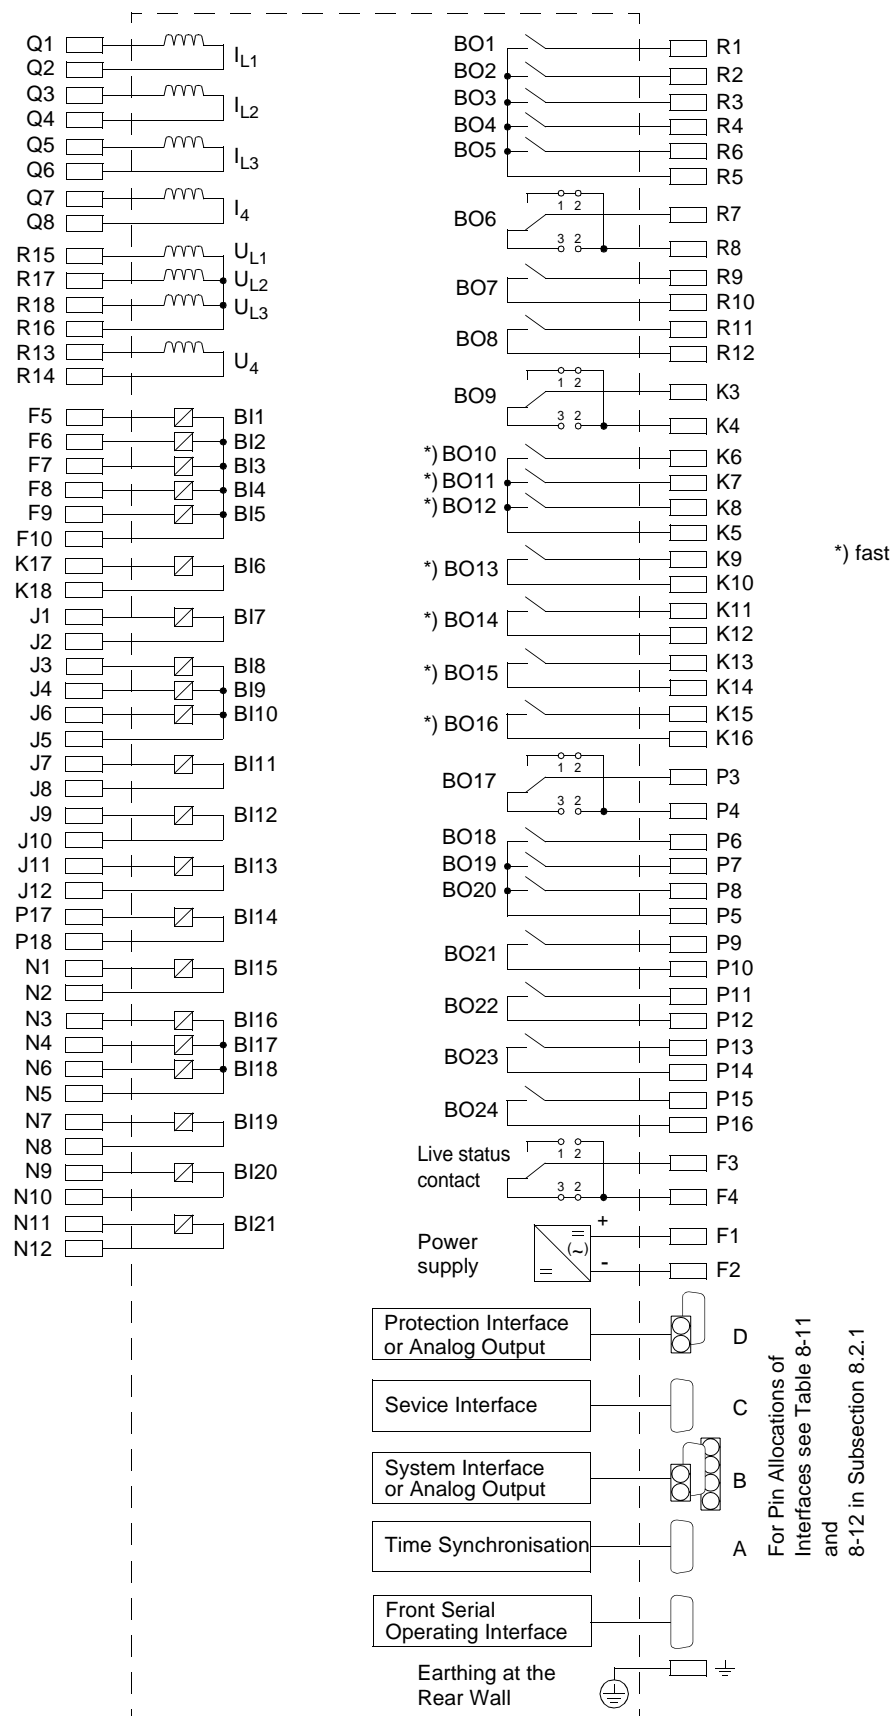 Q1 I_L1 BO1 R1
Q2 BO2 R2
Q3 I_L2 BO3 R3
Q4 BO4 R4
Q5 I_L3 BO5 R6
Q6 R5
Q7 I_4 BO6 1 2 R7
Q8 3 2 R8
R15 U_L1
R17 U_L2 BO7 R9
R18 U_L3 R10
R16 BO8 R11
R13 U_4 R12
R14
BO9 1 2 K3
3 2 K4
F5 BI1
F6 BI2 *) BO10 K6
F7 BI3 *) BO11 K7
F8 BI4 *) BO12 K8
F9 BI5 K5
F10
K17 BI6 *) BO13 K9 *) fast
K18 K10
J1 BI7 *) BO14 K11
J2 K12
J3 BI8 *) BO15 K13
J4 BI9 K14
J6 BI10 *) BO16 K15
J5 K16
J7 BI11 BO17 1 2 P3
J8 3 2 P4
J9 BI12 BO18 P6
J10 BO19 P7
J11 BI13 BO20 P8
J12 P5
P17 BI14 BO21 P9
P18 P10
N1 BI15 BO22 P11
N2 P12
N3 BI16 BO23 P13
N4 BI17 P14
N6 BI18 BO24 P15
N5 P16
N7 BI19 Live status 1 2 F3
N8 contact 3 2 F4
N9 BI20
N10
N11 BI21 Power + F1
N12 supply (~) - F2
Protection Interface
or Analog Output D
Sevice Interface C
System Interface
or Analog Output B
Time Synchronisation A
Front Serial
Operating Interface
Earthing at the
Rear Wall
For Pin Allocations of
Interfaces see Table 8-11
and
8-12 in Subsection 8.2.1